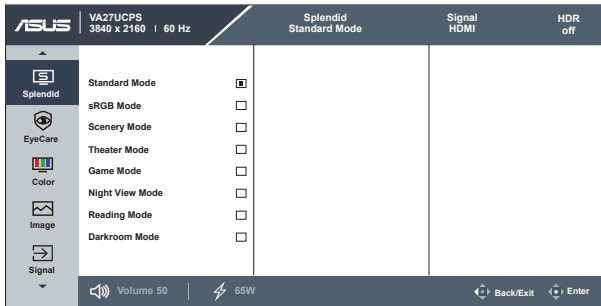 ASUS
VA27UCPS
3840 x 2160 | 60 Hz
Splendid
Standard Mode
Signal
HDMI
HDR
off
Splendid
EyeCare
Color
Image
Signal
Standard Mode
sRGB Mode
Scenery Mode
Theater Mode
Game Mode
Night View Mode
Reading Mode
Darkroom Mode
Volume 50
65W
Back/Exit
Enter